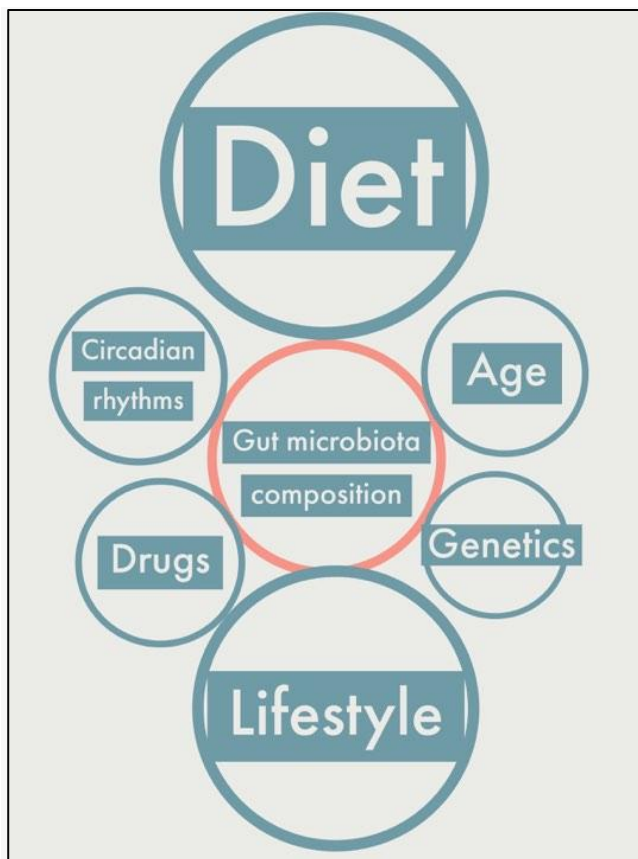 Diet
Circadian
rhythms
Age
Gut microbiota
composition
Drugs
Genetics
Lifestyle